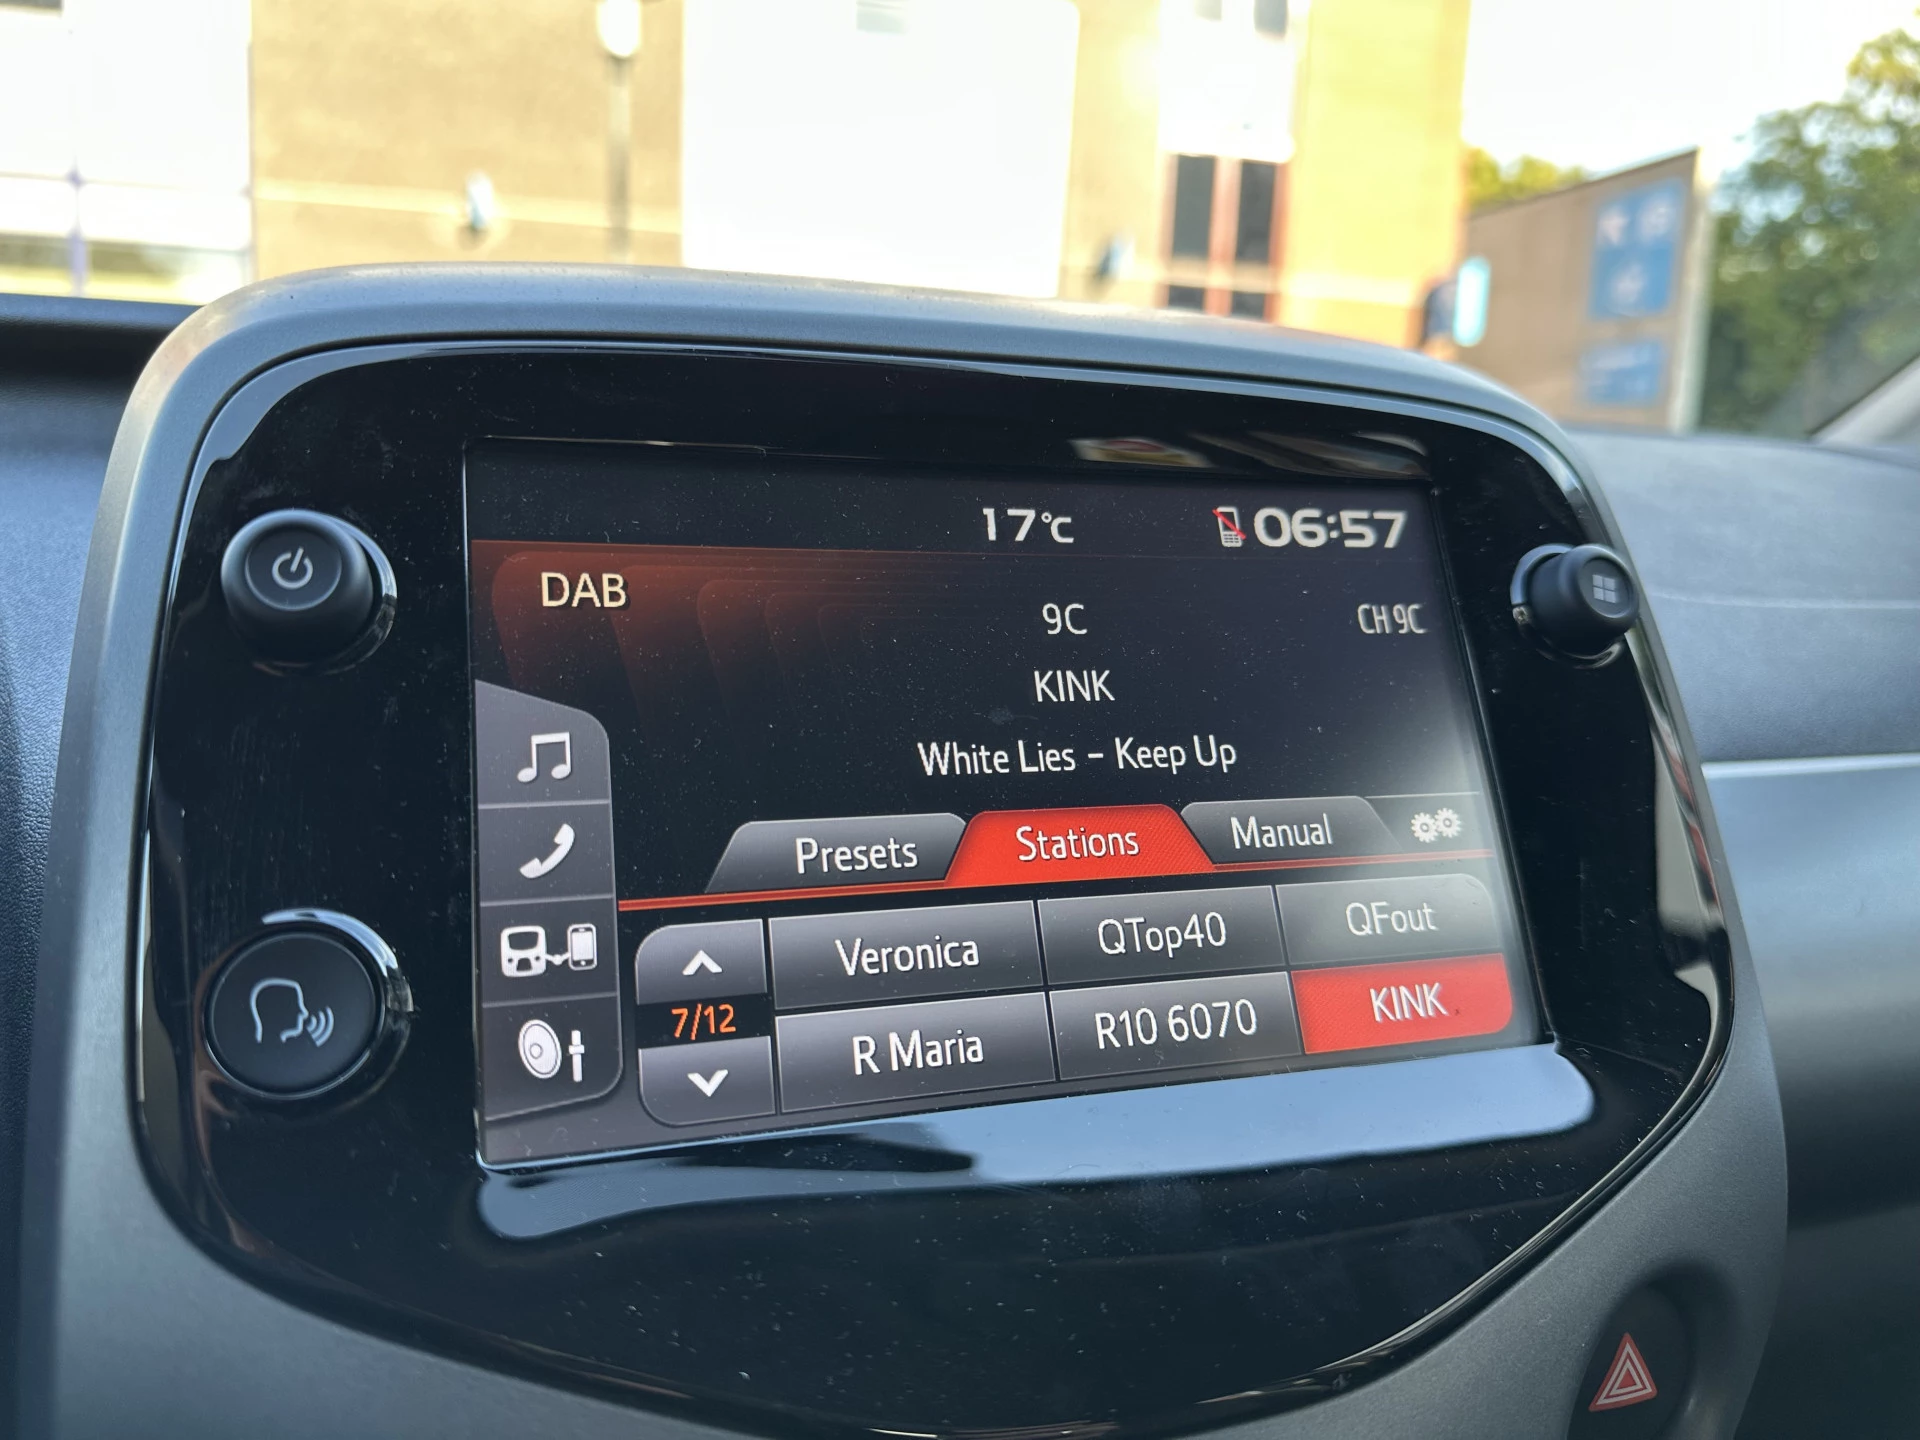 17°C 06:57
DAB
9C CH 9C
KINK
White Lies - Keep Up
Presets Stations Manual
Veronica QTop40 QFout
7/12
R Maria R10 6070 KINK